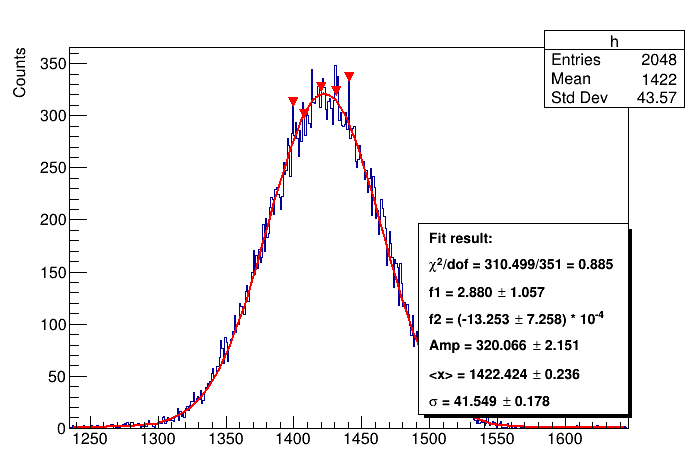 h
Entries 2048
Mean 1422
Std Dev 43.57
Counts
350
300
250
200
150
100
50
0
Fit result:
χ²/dof = 310.499/351 = 0.885
f1 = 2.880 ± 1.057
f2 = (-13.253 ± 7.258) * 10⁻⁴
Amp = 320.066 ± 2.151
<x> = 1422.424 ± 0.236
σ = 41.549 ± 0.178
1250 1300 1350 1400 1450 1500 1550 1600